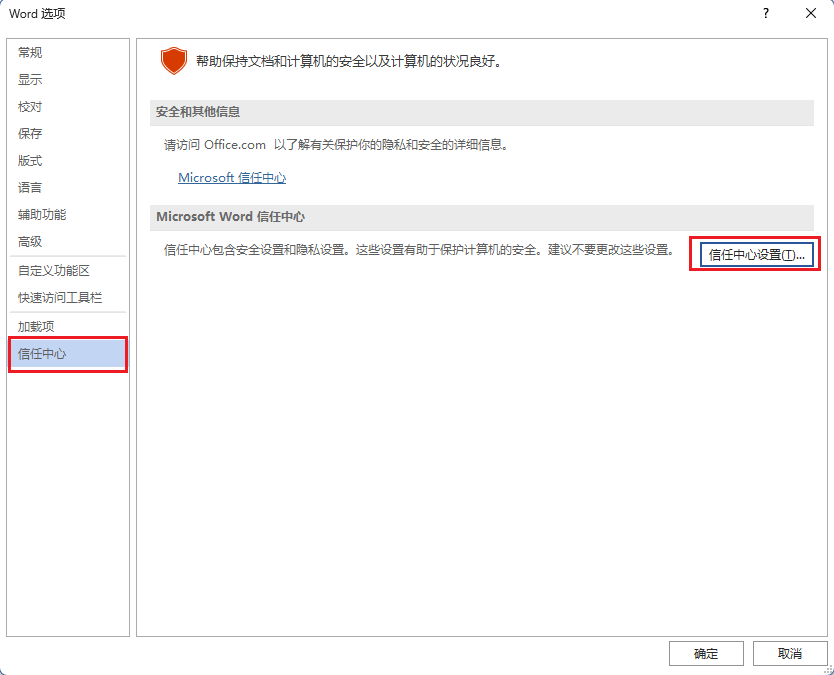 Word 选项
?
常规
显示
校对
保存
版式
语言
辅助功能
高级
自定义功能区
快速访问工具栏
加载项
信任中心
帮助保持文档和计算机的安全以及计算机的状况良好。
安全和其他信息
请访问 Office.com 以了解有关保护你的隐私和安全的详细信息。
Microsoft 信任中心
Microsoft Word 信任中心
信任中心包含安全设置和隐私设置。这些设置有助于保护计算机的安全。建议不要更改这些设置。
信任中心设置(T)...
确定
取消